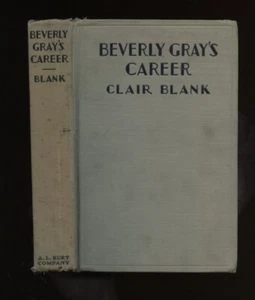 BEVERLY GRAY'S
CAREER
BLANK
A. L. BURT
COMPANY
BEVERLY GRAY'S
CAREER
CLAIR BLANK